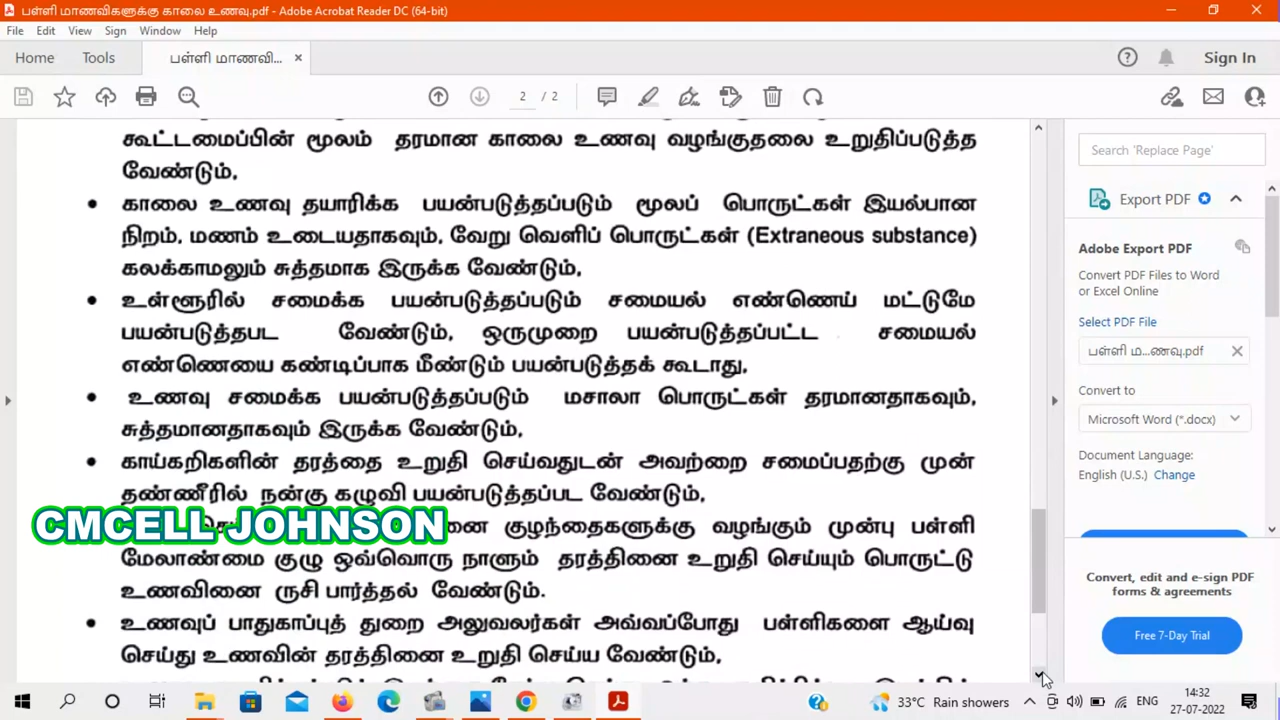 பள்ளி மாணவிகளுக்கு காலை உணவு.pdf - Adobe Acrobat Reader DC (64-bit)
File Edit View Sign Window Help
Home Tools பள்ளி மாணவி... × Sign In
2 / 2
கூட்டமைப்பின் மூலம் தரமான காலை உணவு வழங்குதலை உறுதிப்படுத்த
வேண்டும்.
• காலை உணவு தயாரிக்க பயன்படுத்தப்படும் மூலப் பொருட்கள் இயல்பான
நிறம், மணம் உடையதாகவும், வேறு வெளிப் பொருட்கள் (Extraneous substance)
கலக்காமலும் சுத்தமாக இருக்க வேண்டும்.
• உள்ளூரில் சமைக்க பயன்படுத்தப்படும் சமையல் எண்ணெய் மட்டுமே
பயன்படுத்தபட வேண்டும், ஒருமுறை பயன்படுத்தப்பட்ட சமையல்
எண்ணெயை கண்டிப்பாக மீண்டும் பயன்படுத்தக் கூடாது.
• உணவு சமைக்க பயன்படுத்தப்படும் மசாலா பொருட்கள் தரமானதாகவும்,
சுத்தமானதாகவும் இருக்க வேண்டும்.
• காய்கறிகளின் தரத்தை உறுதி செய்வதுடன் அவற்றை சமைப்பதற்கு முன்
தண்ணீரில் நன்கு கழுவி பயன்படுத்தப்பட வேண்டும்.
CMCELL JOHNSON
குழந்தைகளுக்கு வழங்கும் முன்பு பள்ளி
மேலாண்மை குழு ஒவ்வொரு நாளும் தரத்தினை உறுதி செய்யும் பொருட்டு
உணவினை ருசி பார்த்தல் வேண்டும்.
• உணவுப் பாதுகாப்புத் துறை அலுவலர்கள் அவ்வப்போது பள்ளிகளை ஆய்வு
செய்து உணவின் தரத்தினை உறுதி செய்ய வேண்டும்.
Search 'Replace Page'
Export PDF
Adobe Export PDF
Convert PDF Files to Word
or Excel Online
Select PDF File
பள்ளி ம...ணவு.pdf ×
Convert to
Microsoft Word (*.docx)
Document Language:
English (U.S.) Change
Convert, edit and e-sign PDF
forms & agreements
Free 7-Day Trial
33°C Rain showers
ENG
14:32
27-07-2022